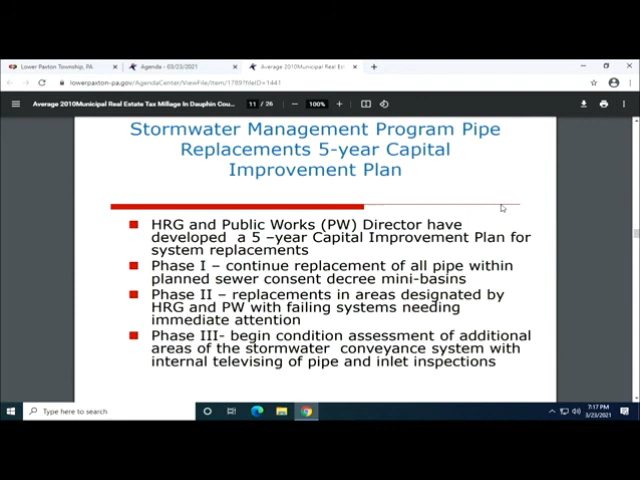 Lower Paxton Township, PA
Agenda - 03/23/2021
Average 2010Municipal Real Est
lowerpaxton-pa.gov/AgendaCenter/ViewFile/Item/1789?fileID=1441
Average 2010Municipal Real Estate Tax Millage In Dauphin Cou...
11 / 26
100%
Stormwater Management Program Pipe
Replacements 5-year Capital
Improvement Plan
HRG and Public Works (PW) Director have
developed a 5 –year Capital Improvement Plan for
system replacements
Phase I – continue replacement of all pipe within
planned sewer consent decree mini-basins
Phase II – replacements in areas designated by
HRG and PW with failing systems needing
immediate attention
Phase III- begin condition assessment of additional
areas of the stormwater conveyance system with
internal televising of pipe and inlet inspections
Type here to search
7:17 PM
3/23/2021